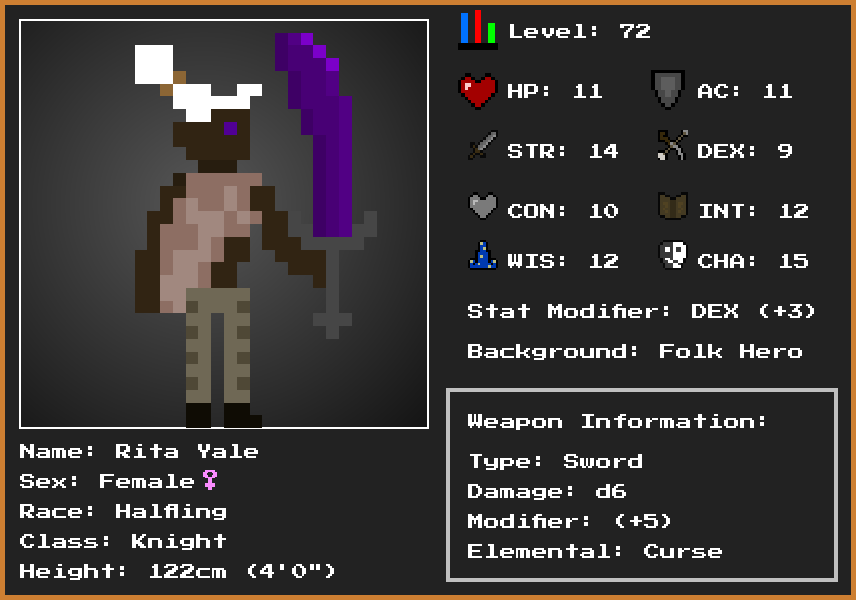 Level: 72
HP: 11
AC: 11
STR: 14
DEX: 9
CON: 10
INT: 12
WIS: 12
CHA: 15
Stat Modifier: DEX (+3)
Background: Folk Hero
Name: Rita Yale
Sex: Female♀
Race: Halfling
Class: Knight
Height: 122cm (4'0")
Weapon Information:
Type: Sword
Damage: d6
Modifier: (+5)
Elemental: Curse